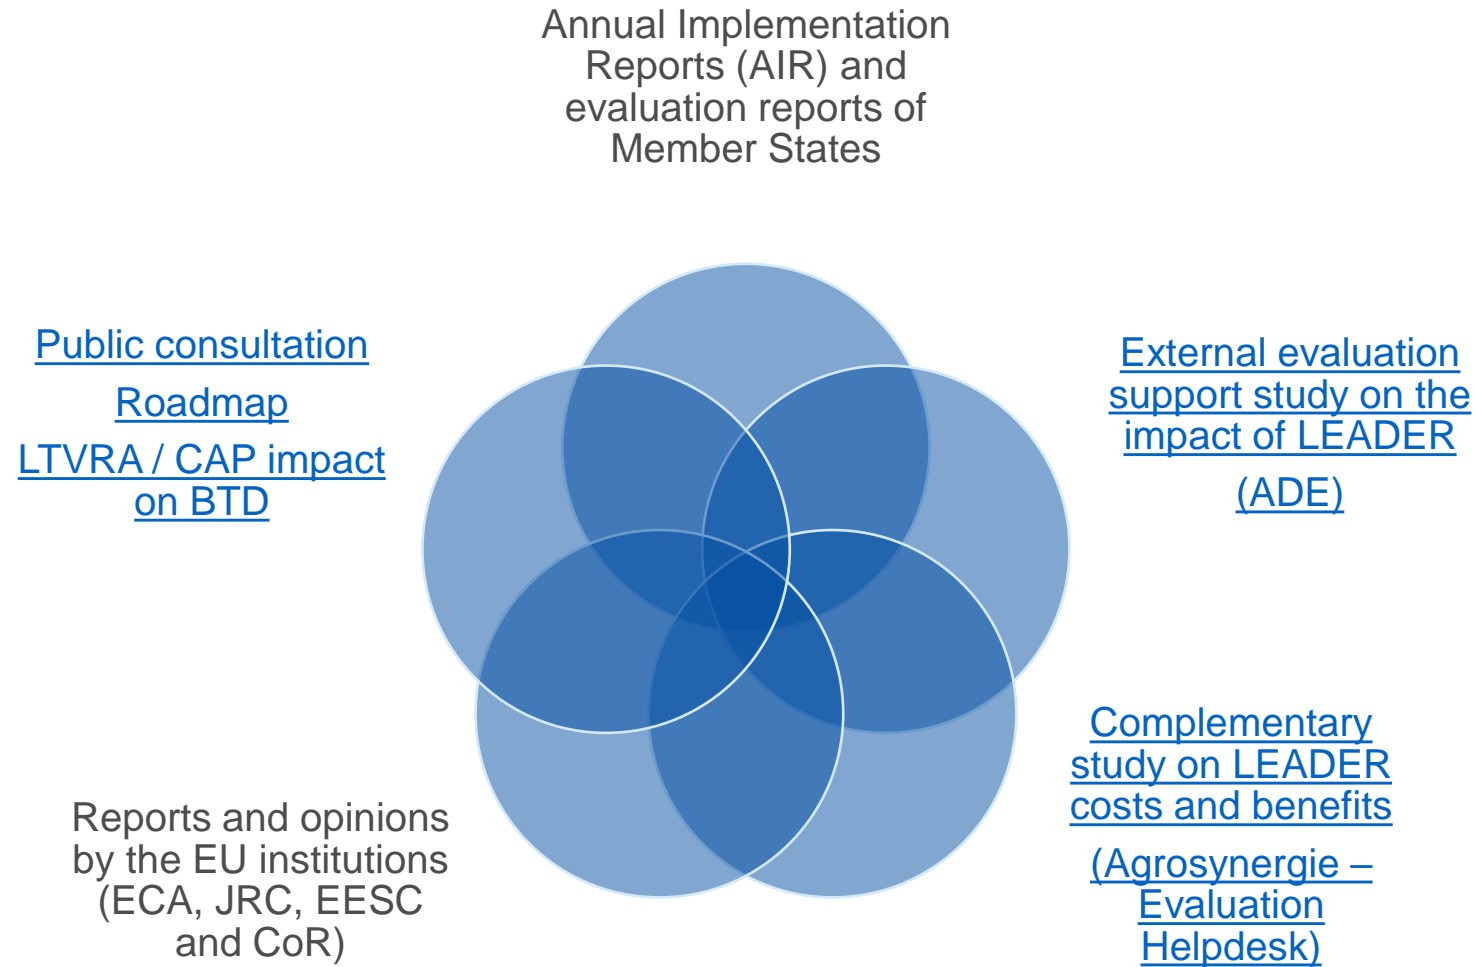 Annual Implementation
Reports (AIR) and
evaluation reports of
Member States
Public consultation
Roadmap
LTVRA / CAP impact
on BTD
External evaluation
support study on the
impact of LEADER
(ADE)
Reports and opinions
by the EU institutions
(ECA, JRC, EESC
and CoR)
Complementary
study on LEADER
costs and benefits
(Agrosynergie –
Evaluation
Helpdesk)